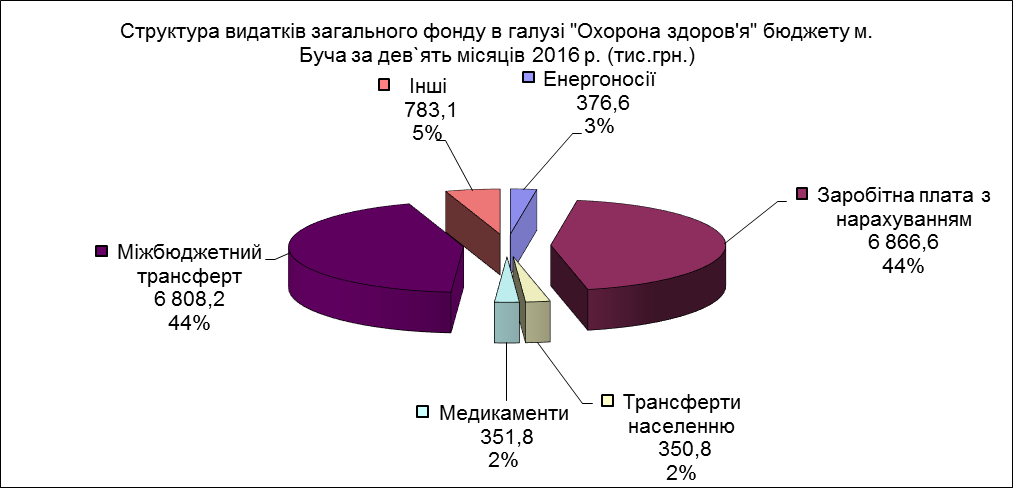 Структура видатків загального фонду в галузі "Охорона здоров'я" бюджету м.
Буча за дев`ять місяців 2016 р. (тис.грн.)
Інші
783,1
5%
Енергоносії
376,6
3%
Заробітна плата з
нарахуванням
6 866,6
44%
Міжбюджетний
трансферт
6 808,2
44%
Медикаменти
351,8
2%
Трансферти
населенню
350,8
2%